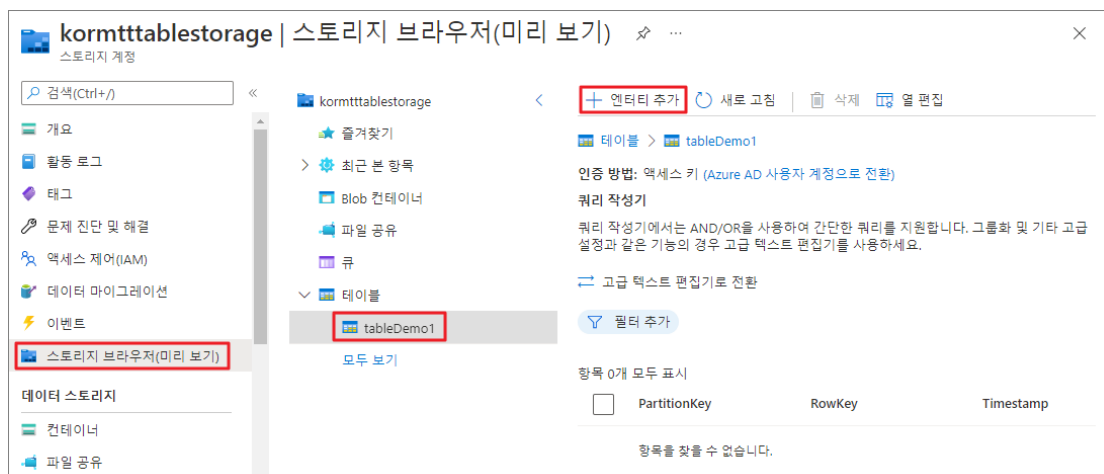 kormtttablestorage | 스토리지 브라우저(미리 보기)
스토리지 계정
검색(Ctrl+/)
개요
활동 로그
태그
문제 진단 및 해결
액세스 제어(IAM)
데이터 마이그레이션
이벤트
스토리지 브라우저(미리 보기)
데이터 스토리지
컨테이너
파일 공유
kormtttablestorage
즐겨찾기
최근 본 항목
Blob 컨테이너
파일 공유
큐
테이블
tableDemo1
모두 보기
엔터티 추가 새로 고침 삭제 열 편집
테이블 > tableDemo1
인증 방법: 액세스 키 (Azure AD 사용자 계정으로 전환)
쿼리 작성기
쿼리 작성기에서는 AND/OR을 사용하여 간단한 쿼리를 지원합니다. 그룹화 및 기타 고급
설정과 같은 기능의 경우 고급 텍스트 편집기를 사용하세요.
고급 텍스트 편집기로 전환
필터 추가
항목 0개 모두 표시
PartitionKey RowKey Timestamp
항목을 찾을 수 없습니다.